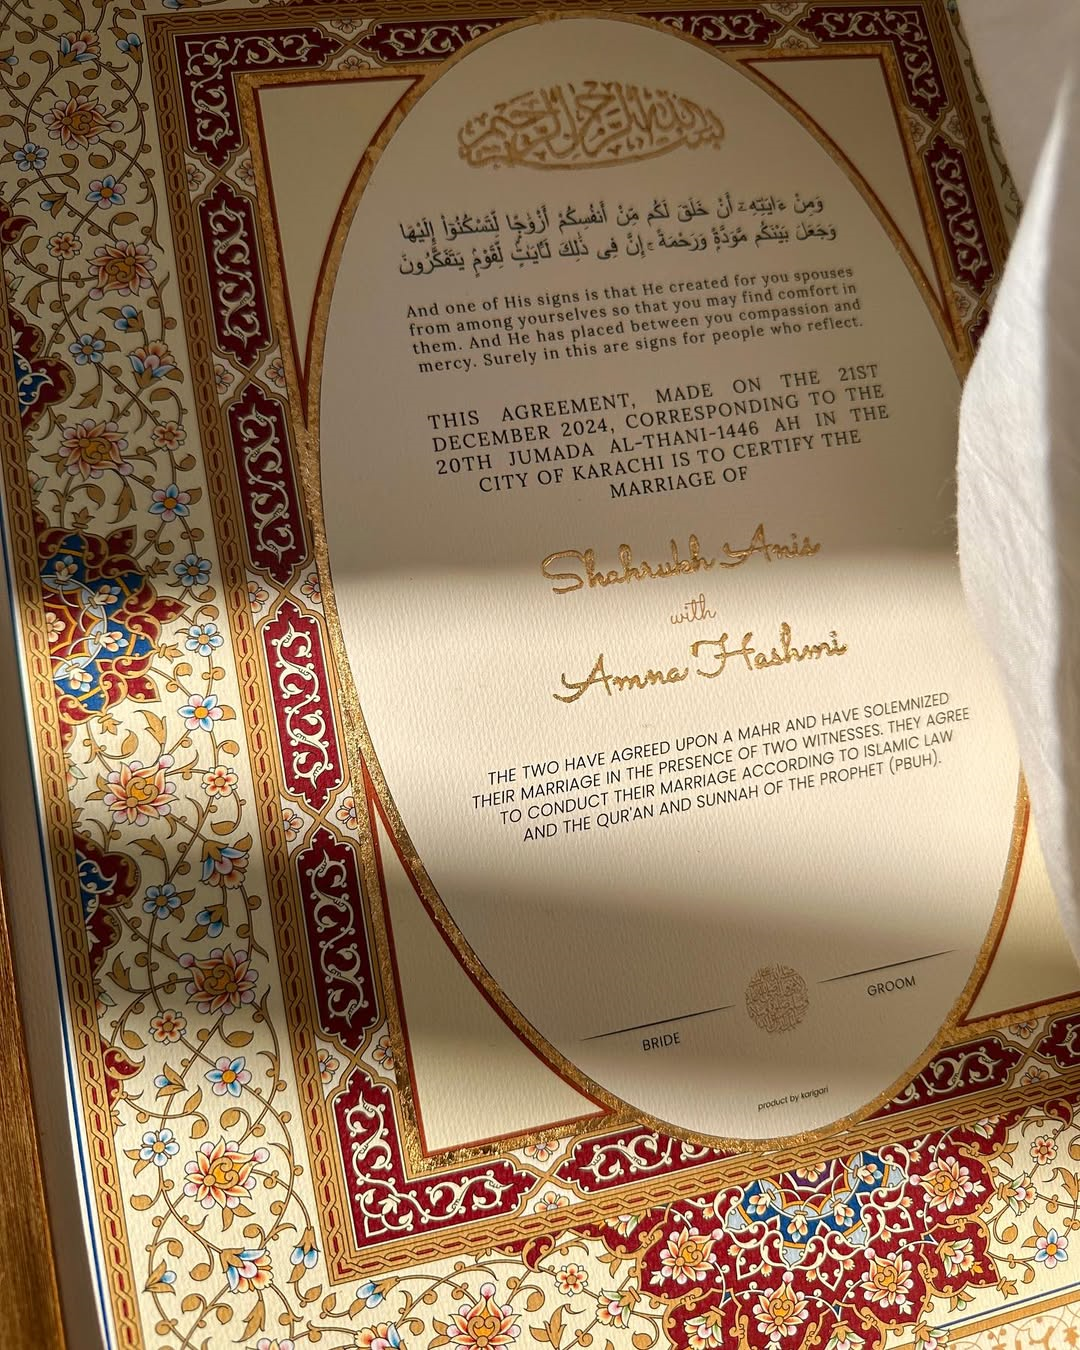 بسم الله الرحمن الرحيم
وَمِنْ ءَايَٰتِهِۦٓ أَنْ خَلَقَ لَكُم مِّنْ أَنفُسِكُمْ أَزْوَٰجًا لِّتَسْكُنُوٓا۟ إِلَيْهَا
وَجَعَلَ بَيْنَكُم مَّوَدَّةً وَرَحْمَةً ۚ إِنَّ فِى ذَٰلِكَ لَـَٔايَٰتٍ لِّقَوْمٍ يَتَفَكَّرُونَ
And one of His signs is that He created for you spouses
from among yourselves so that you may find comfort in
them. And He has placed between you compassion and
mercy. Surely in this are signs for people who reflect.
THIS AGREEMENT, MADE ON THE 21ST
DECEMBER 2024, CORRESPONDING TO THE
20TH JUMADA AL-THANI-1446 AH IN THE
CITY OF KARACHI IS TO CERTIFY THE
MARRIAGE OF
Shahrukh Anis
with
Amna Hashmi
THE TWO HAVE AGREED UPON A MAHR AND HAVE SOLEMNIZED
THEIR MARRIAGE IN THE PRESENCE OF TWO WITNESSES. THEY AGREE
TO CONDUCT THEIR MARRIAGE ACCORDING TO ISLAMIC LAW
AND THE QUR'AN AND SUNNAH OF THE PROPHET (PBUH).
BRIDE
GROOM
product by karigari